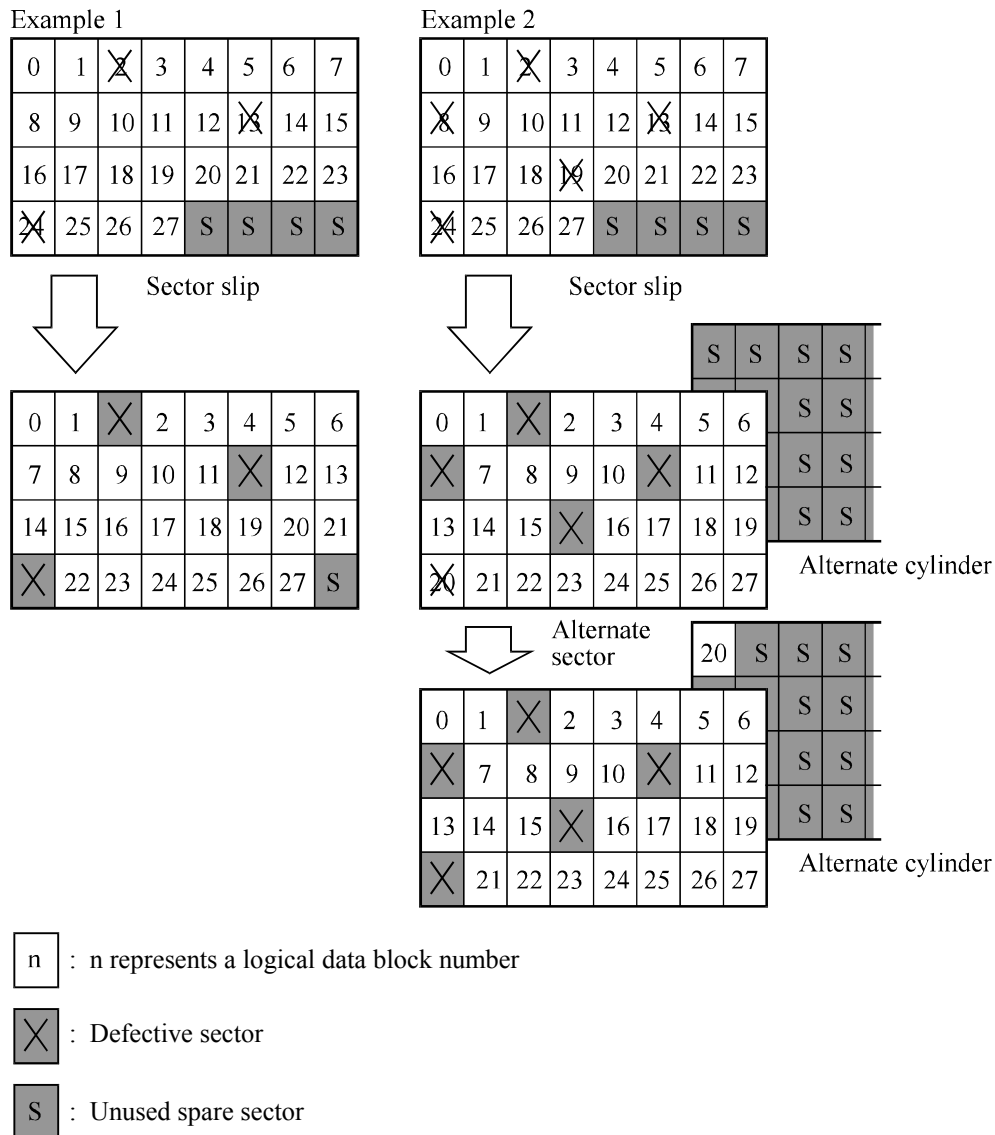 Example 1
0 1 2 3 4 5 6 7
8 9 10 11 12 13 14 15
16 17 18 19 20 21 22 23
24 25 26 27 S S S S
Sector slip
0 1 2 3 4 5 6
7 8 9 10 11 12 13
14 15 16 17 18 19 20 21
22 23 24 25 26 27 S
Example 2
0 1 2 3 4 5 6 7
8 9 10 11 12 13 14 15
16 17 18 19 20 21 22 23
24 25 26 27 S S S S
Sector slip
S S S S
S S
S S
S S
Alternate cylinder
0 1 2 3 4 5 6
7 8 9 10 11 12
13 14 15 16 17 18 19
20 21 22 23 24 25 26 27
Alternate
sector
20 S S S
S S
S S
S S
Alternate cylinder
0 1 2 3 4 5 6
7 8 9 10 11 12
13 14 15 16 17 18 19
21 22 23 24 25 26 27
n : n represents a logical data block number
: Defective sector
S : Unused spare sector